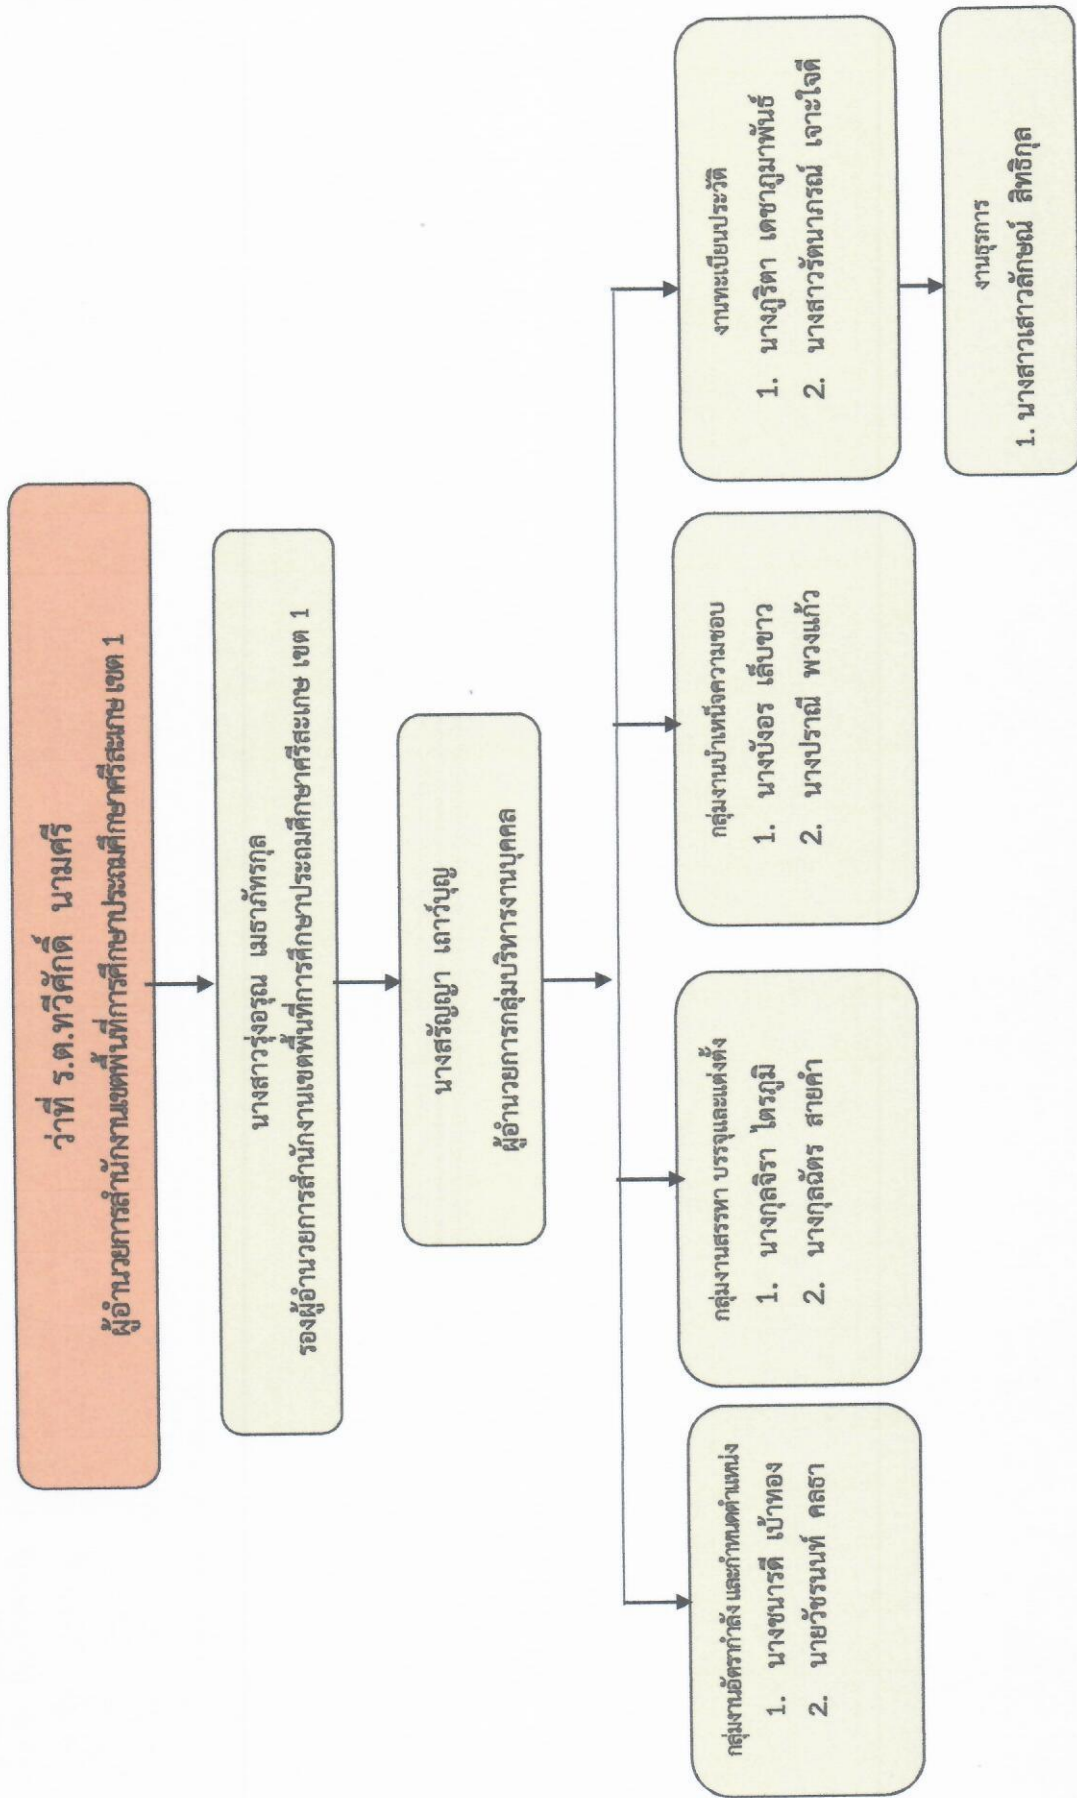 ว่าที่ ร.ต.ทวีศักดิ์ นามศรี
ผู้อำนวยการสำนักงานเขตพื้นที่การศึกษาประถมศึกษาศรีสะเกษ เขต 1
นางสาวรุ่งอรุณ เมธาภัทรกุล
รองผู้อำนวยการสำนักงานเขตพื้นที่การศึกษาประถมศึกษาศรีสะเกษ เขต 1
นางสรัญญา เถาว์บุญ
ผู้อำนวยการกลุ่มบริหารงานบุคคล
กลุ่มงานอัตรากำลัง และกำหนดตำแหน่ง
1. นางชนารดี เบ้าทอง
2. นายวัชรนนท์ คลธา
กลุ่มงานสรรหา บรรจุและแต่งตั้ง
1. นางกุลจิรา ไตรภูมิ
2. นางกุลฉัตร สายคำ
กลุ่มงานบำเหน็จความชอบ
1. นางบังอร เล็บขาว
2. นางปราณี พวงแก้ว
งานทะเบียนประวัติ
1. นางภูริตา เดชาภูมาพันธ์
2. นางสาวรัตนาภรณ์ เจาะใจดี
งานธุรการ
1. นางสาวเสาวลักษณ์ สิทธิกุล